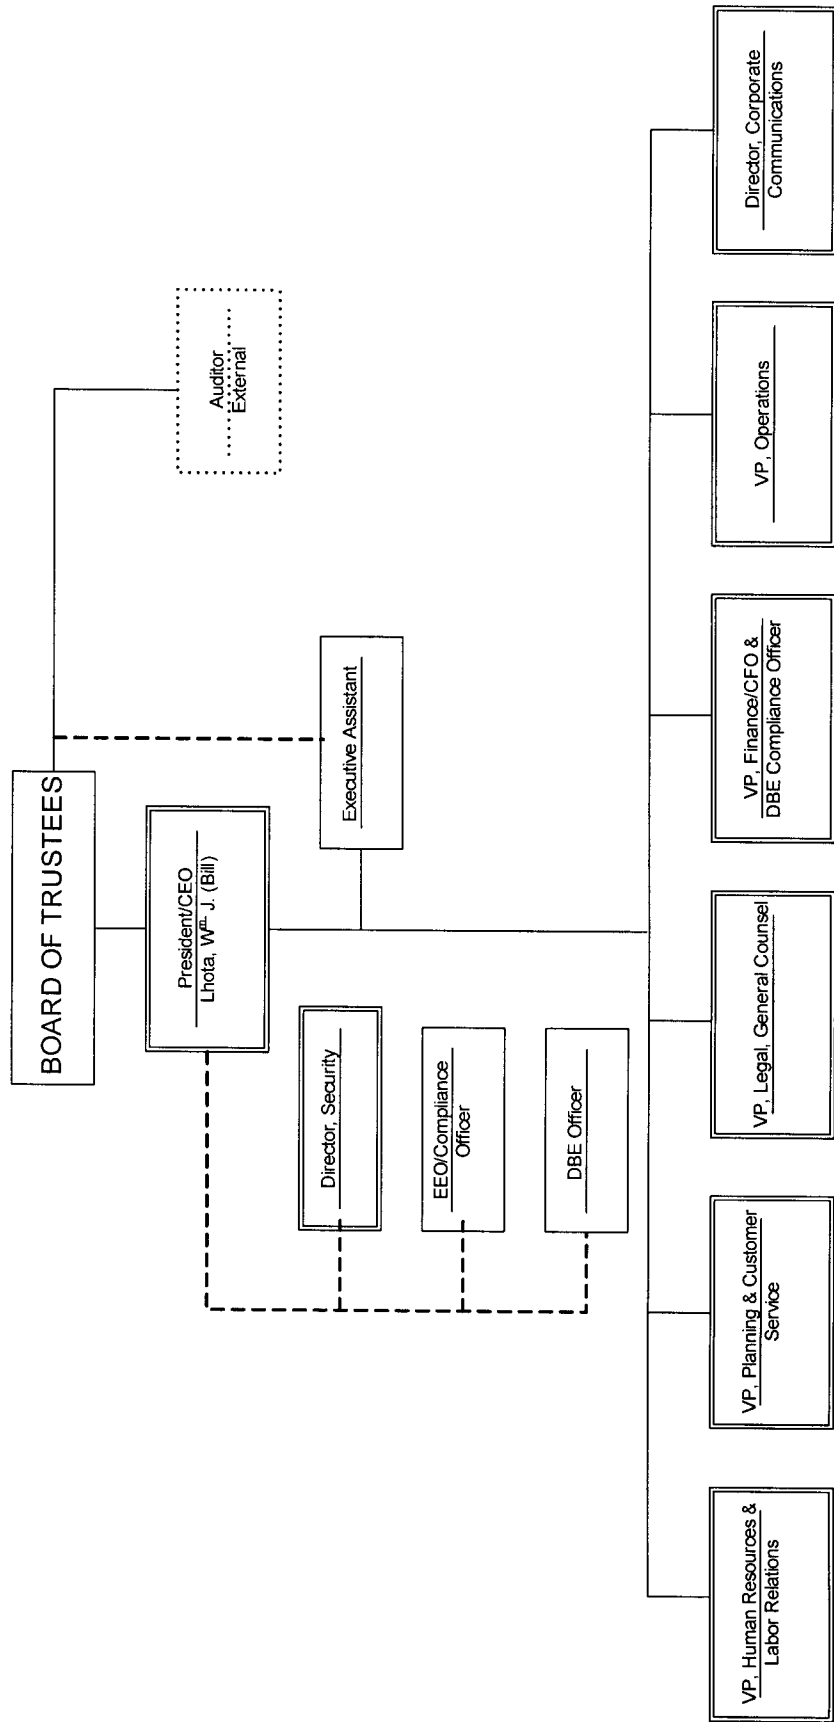 BOARD OF TRUSTEES
Auditor
External
President/CEO
Lhota, Wm. J. (Bill)
Executive Assistant
Director, Security
EEO/Compliance
Officer
DBE Officer
VP, Human Resources &
Labor Relations
VP, Planning & Customer
Service
VP, Legal, General Counsel
VP, Finance/CFO &
DBE Compliance Officer
VP, Operations
Director, Corporate
Communications